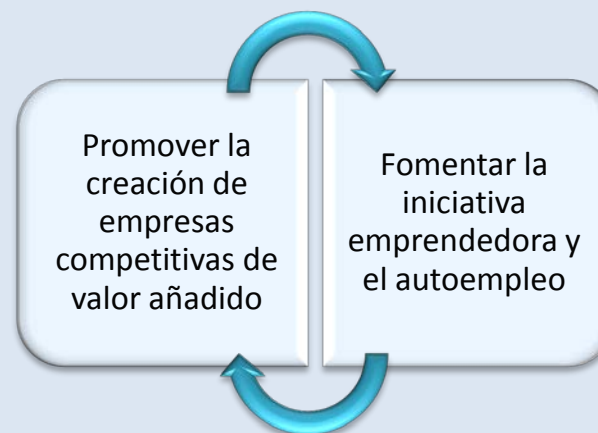 Promover la
creación de
empresas
competitivas de
valor añadido
Fomentar la
iniciativa
emprendedora y
el autoempleo